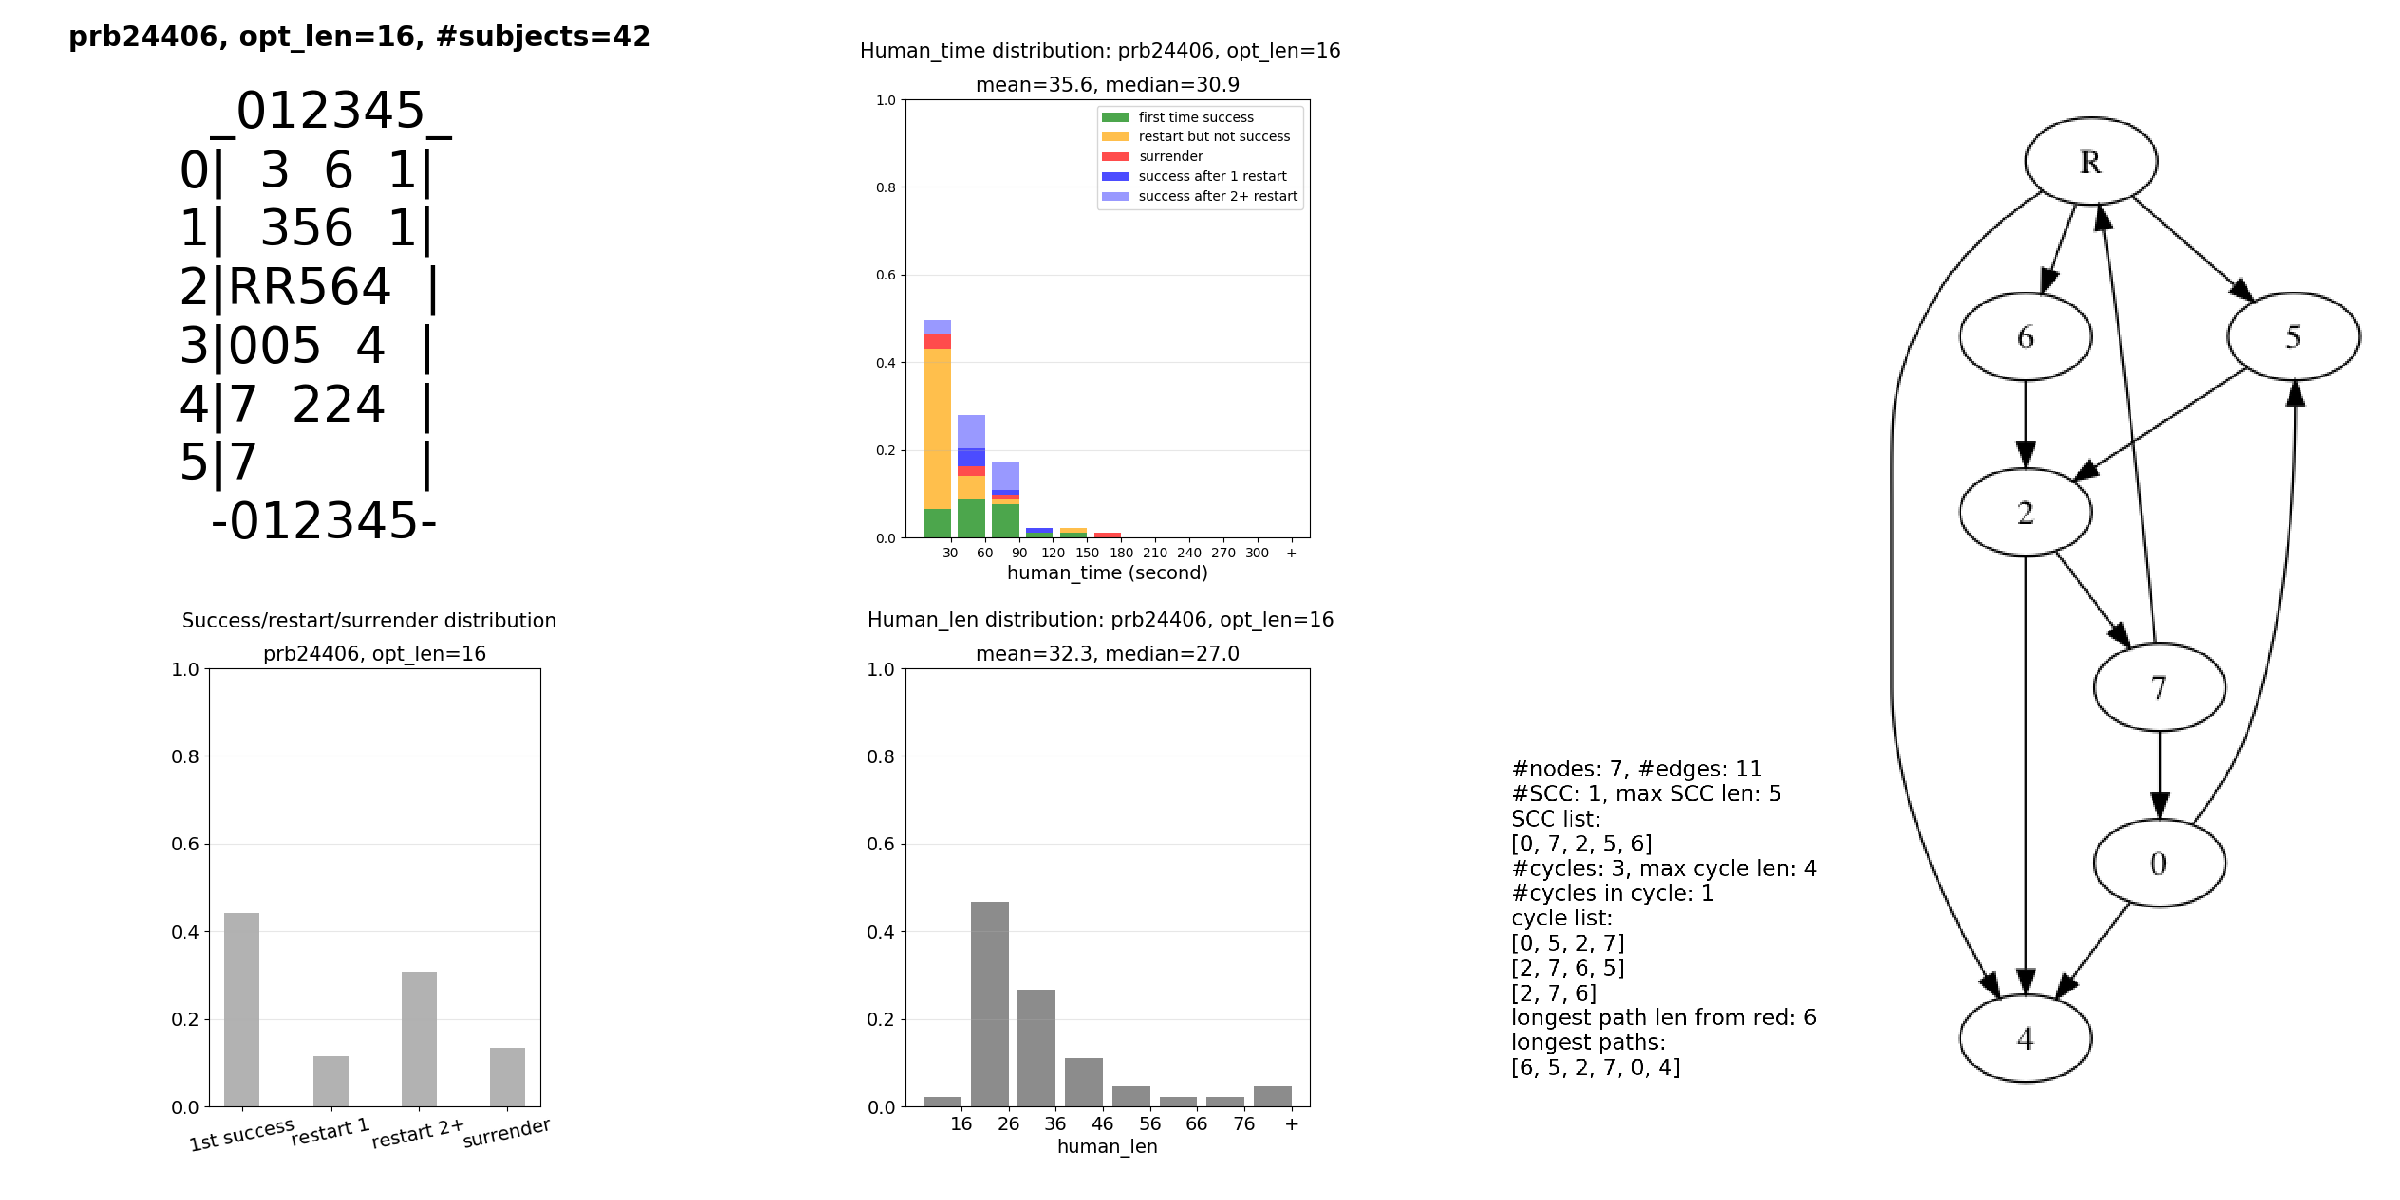 prb24406, opt_len=16, #subjects=42
_012345_
0| 3 6 1|
1| 356 1|
2|RR564 |
3|005 4 |
4|7 224 |
5|7 |
-012345-
Human_time distribution: prb24406, opt_len=16
mean=35.6, median=30.9
first time success
restart but not success
surrender
success after 1 restart
success after 2+ restart
1.0
0.8
0.6
0.4
0.2
0.0
30 60 90 120 150 180 210 240 270 300 +
human_time (second)
Success/restart/surrender distribution
prb24406, opt_len=16
1.0
0.8
0.6
0.4
0.2
0.0
1st success restart 1 restart 2+ surrender
Human_len distribution: prb24406, opt_len=16
mean=32.3, median=27.0
1.0
0.8
0.6
0.4
0.2
0.0
16 26 36 46 56 66 76 +
human_len
#nodes: 7, #edges: 11
#SCC: 1, max SCC len: 5
SCC list:
[0, 7, 2, 5, 6]
#cycles: 3, max cycle len: 4
#cycles in cycle: 1
cycle list:
[0, 5, 2, 7]
[2, 7, 6, 5]
[2, 7, 6]
longest path len from red: 6
longest paths:
[6, 5, 2, 7, 0, 4]
R
6
5
2
7
0
4